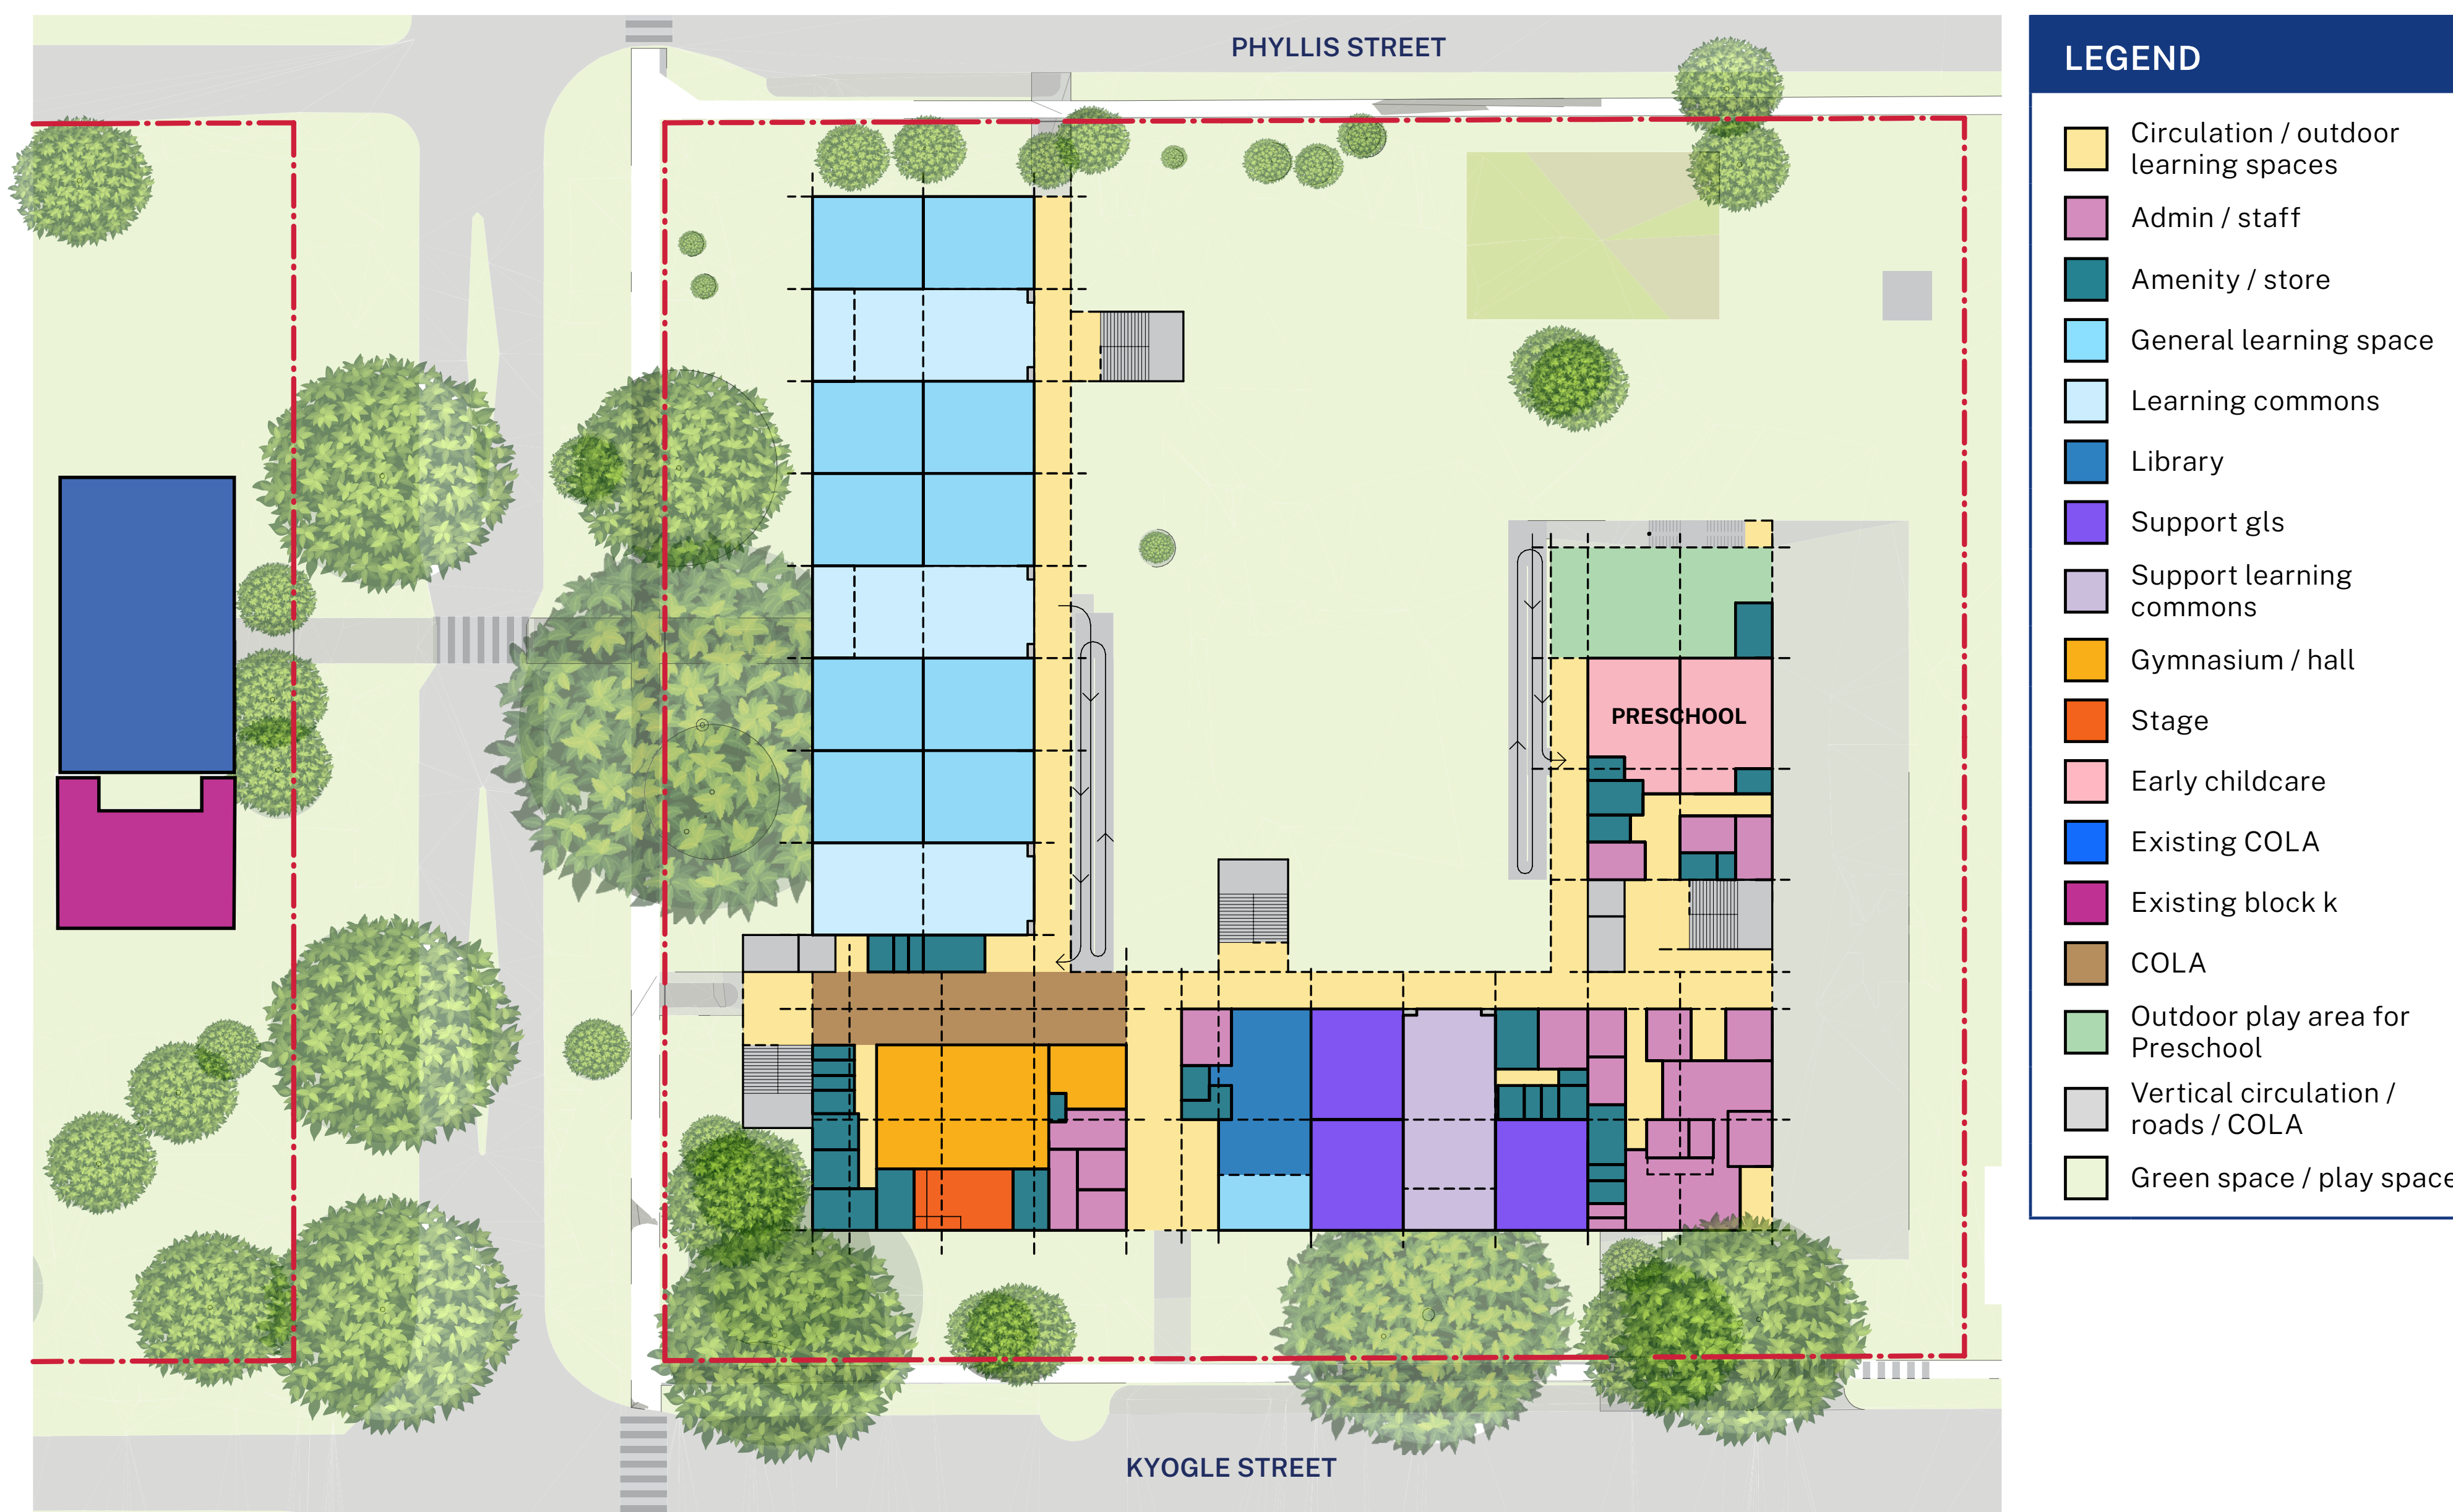 PHYLLIS STREET
PRESCHOOL
KYOGLE STREET
LEGEND
Circulation / outdoor
learning spaces
Admin / staff
Amenity / store
General learning space
Learning commons
Library
Support gls
Support learning
commons
Gymnasium / hall
Stage
Early childcare
Existing COLA
Existing block k
COLA
Outdoor play area for
Preschool
Vertical circulation /
roads / COLA
Green space / play space